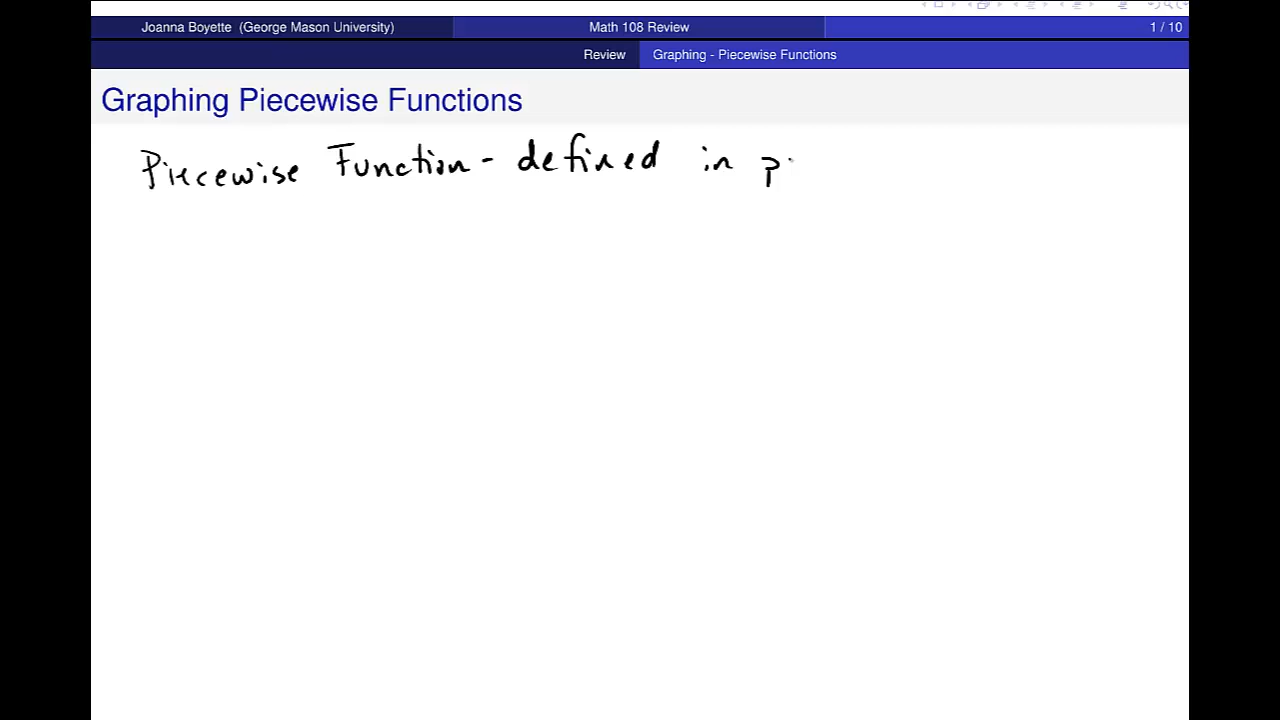 Joanna Boyette (George Mason University) Math 108 Review 1 / 10
Review Graphing - Piecewise Functions
Graphing Piecewise Functions
Piecewise Function - defined in p